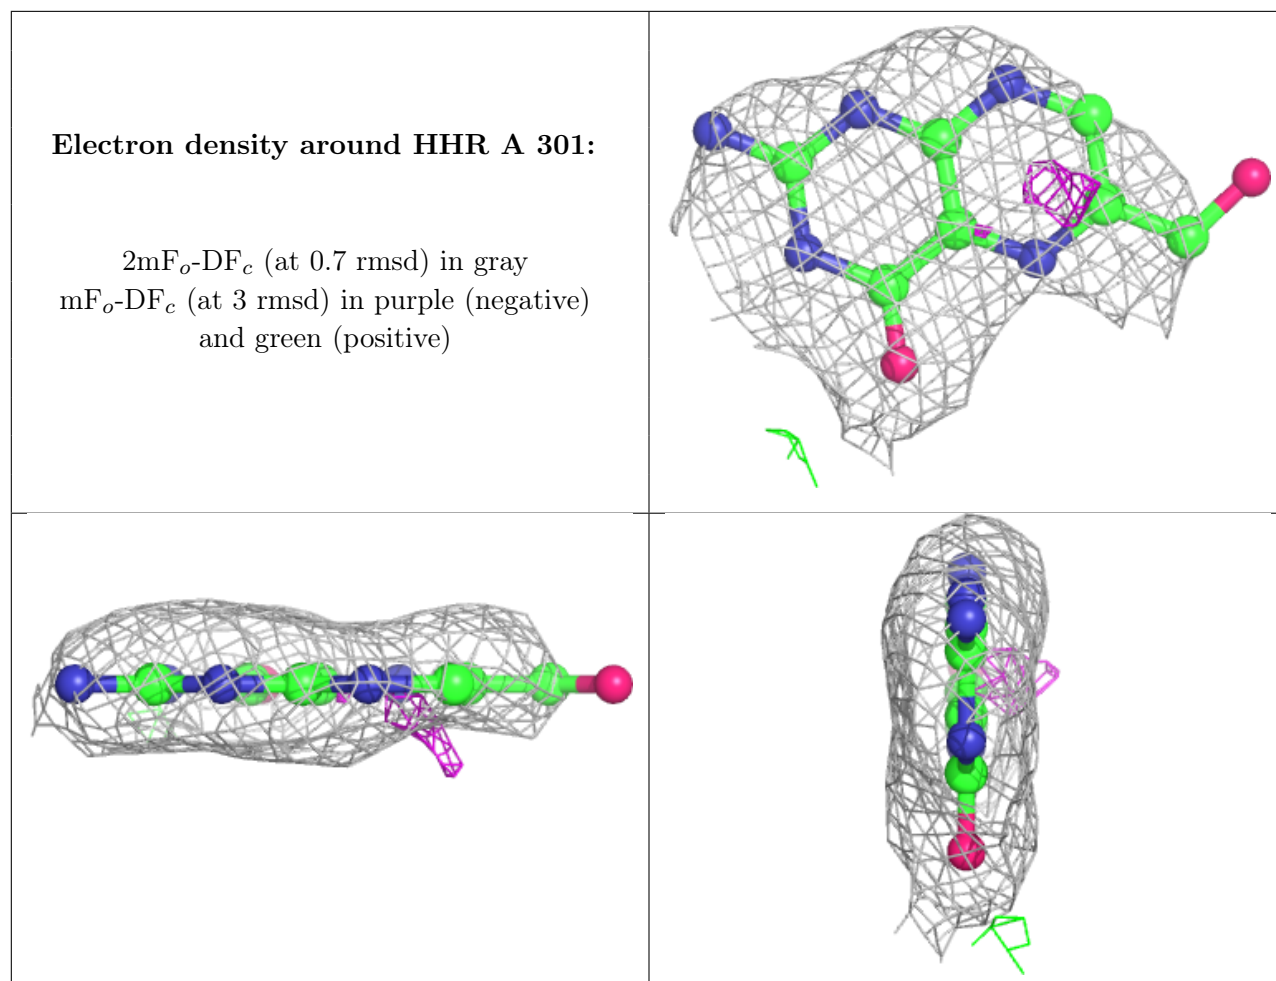 Electron density around HHR A 301:
2mFo-DFc (at 0.7 rmsd) in gray
mFo-DFc (at 3 rmsd) in purple (negative)
and green (positive)